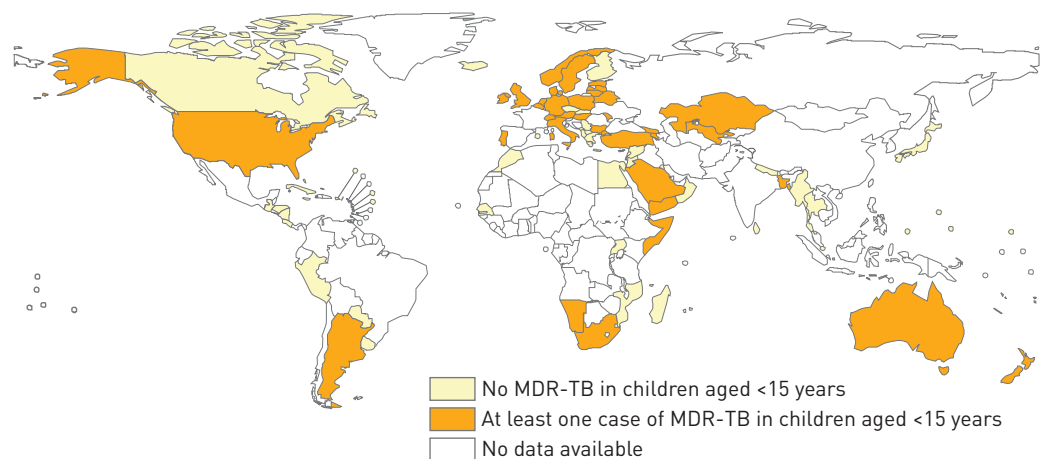 No MDR-TB in children aged <15 years
At least one case of MDR-TB in children aged <15 years
No data available